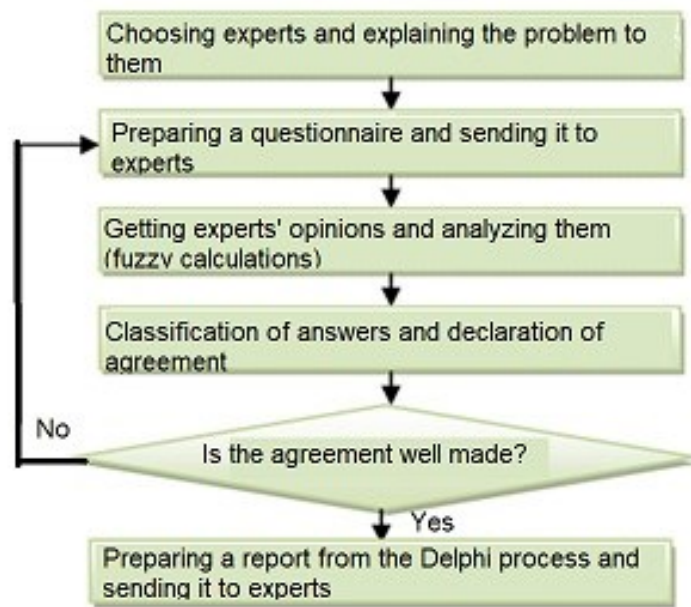 Choosing experts and explaining the problem to
them
Preparing a questionnaire and sending it to
experts
Getting experts' opinions and analyzing them
(fuzzy calculations)
Classification of answers and declaration of
agreement
No
Is the agreement well made?
Yes
Preparing a report from the Delphi process and
sending it to experts